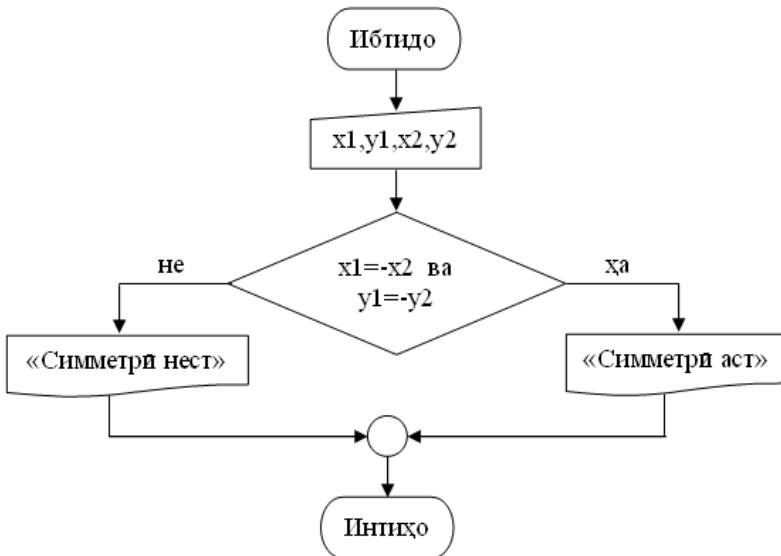 Ибтидо
x1,y1,x2,y2
x1=-x2 ва
y1=-y2
не
ҳа
«Симметрӣ нест»
«Симметрӣ аст»
Интиҳо